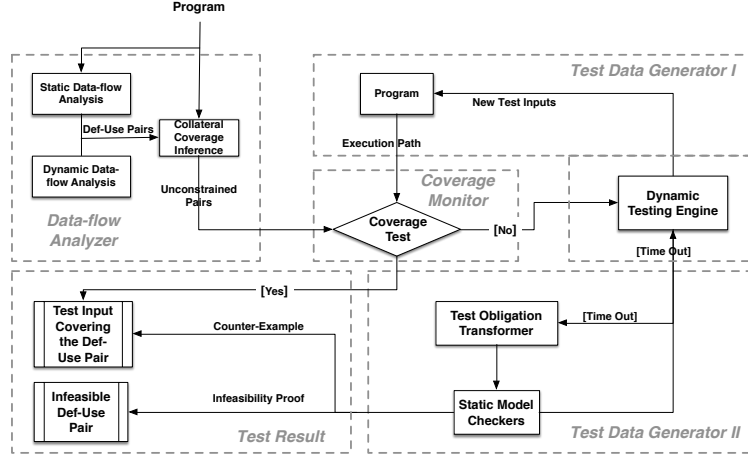 Program
Static Data-flow
Analysis
Def-Use Pairs
Collateral
Coverage
Inference
Dynamic Data-
flow Analysis
Unconstrained
Pairs
Data-flow
Analyzer
Test Data Generator I
Program
New Test Inputs
Execution Path
Coverage
Monitor
Coverage
Test
[No]
Dynamic
Testing Engine
[Time Out]
[Yes]
Test Input
Covering
the Def-
Use Pair
Counter-Example
Infeasible
Def-Use
Pair
Infeasibility Proof
Test Result
Test Obligation
Transformer
[Time Out]
Static Model
Checkers
Test Data Generator II